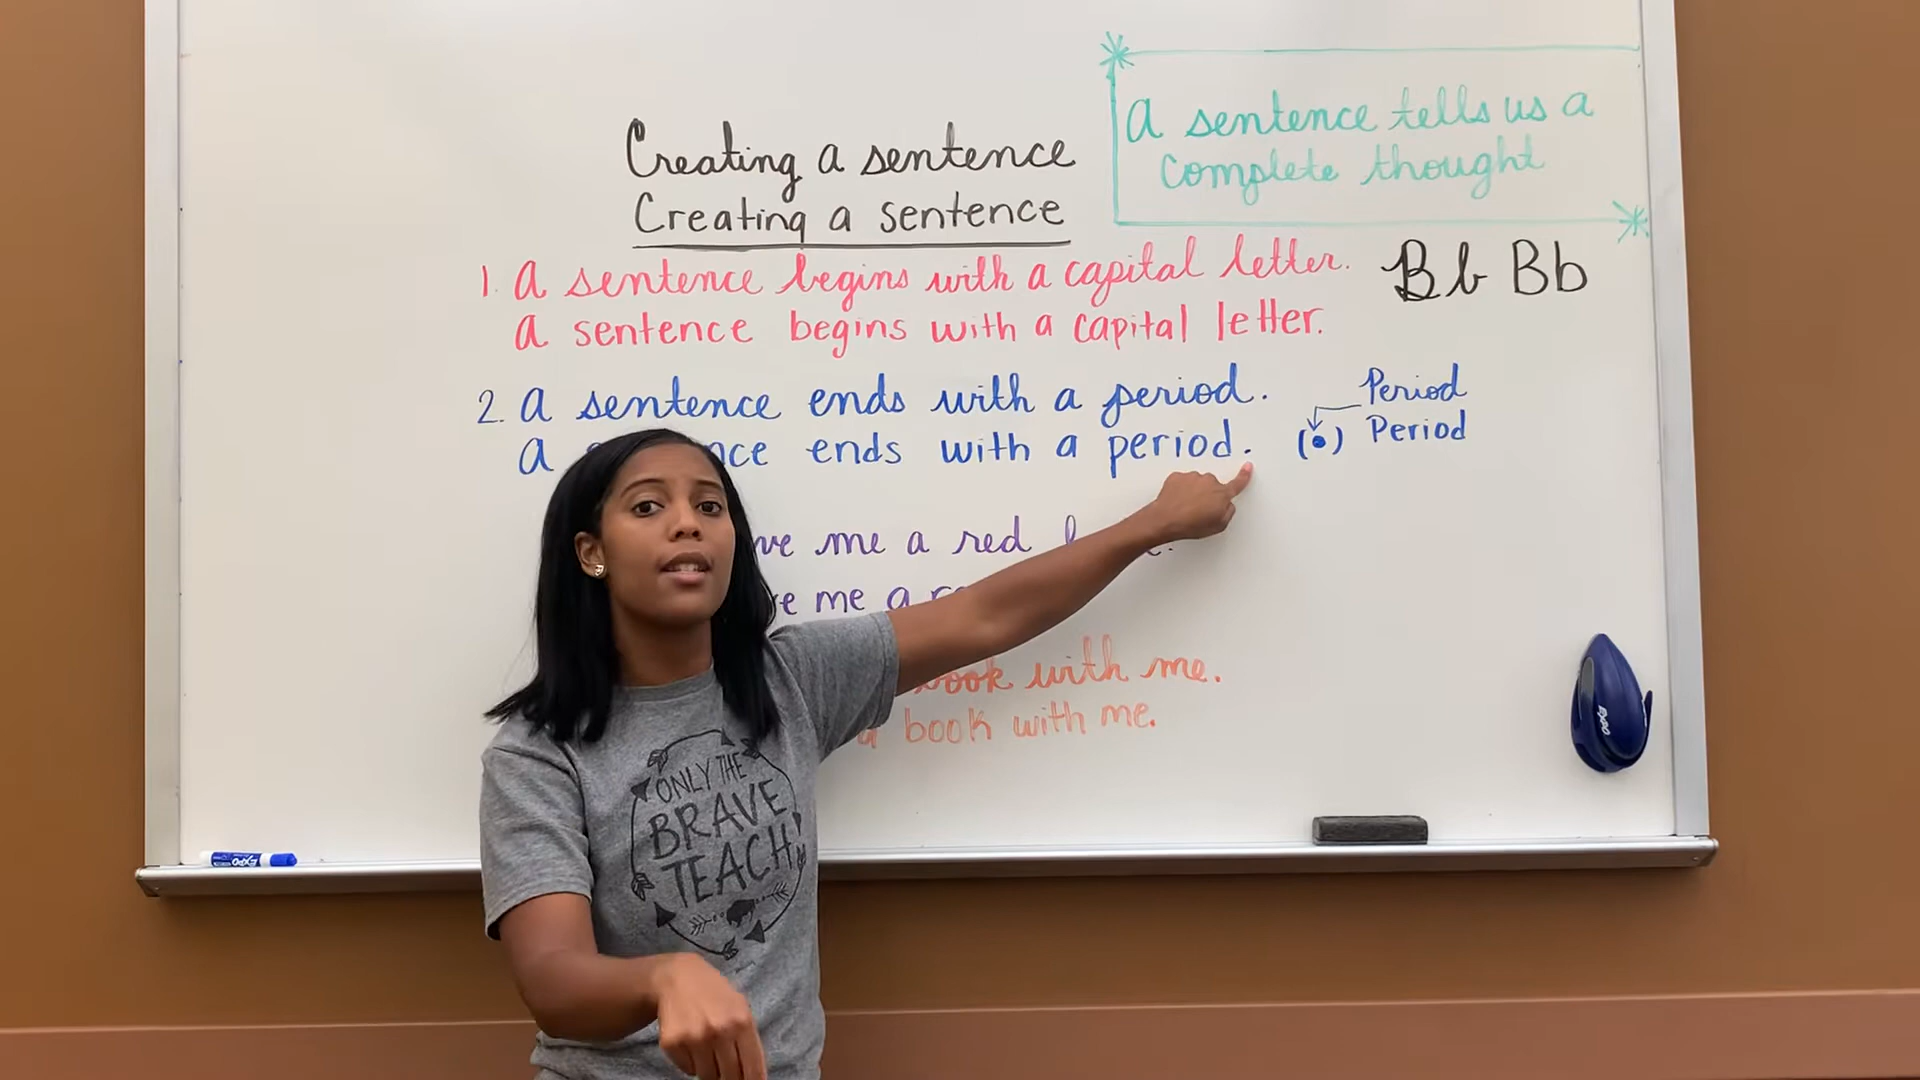 A sentence tells us a
complete thought
Creating a sentence
Creating a sentence
1. A sentence begins with a capital letter.
A sentence begins with a capital letter.
Bb Bb
2. A sentence ends with a period.
A ends with a period.
(•)
Period
Period
me a red
me a
book with me.
a book with me.
ONLY THE
BRAVE
TEACH
EXPO
EXPO